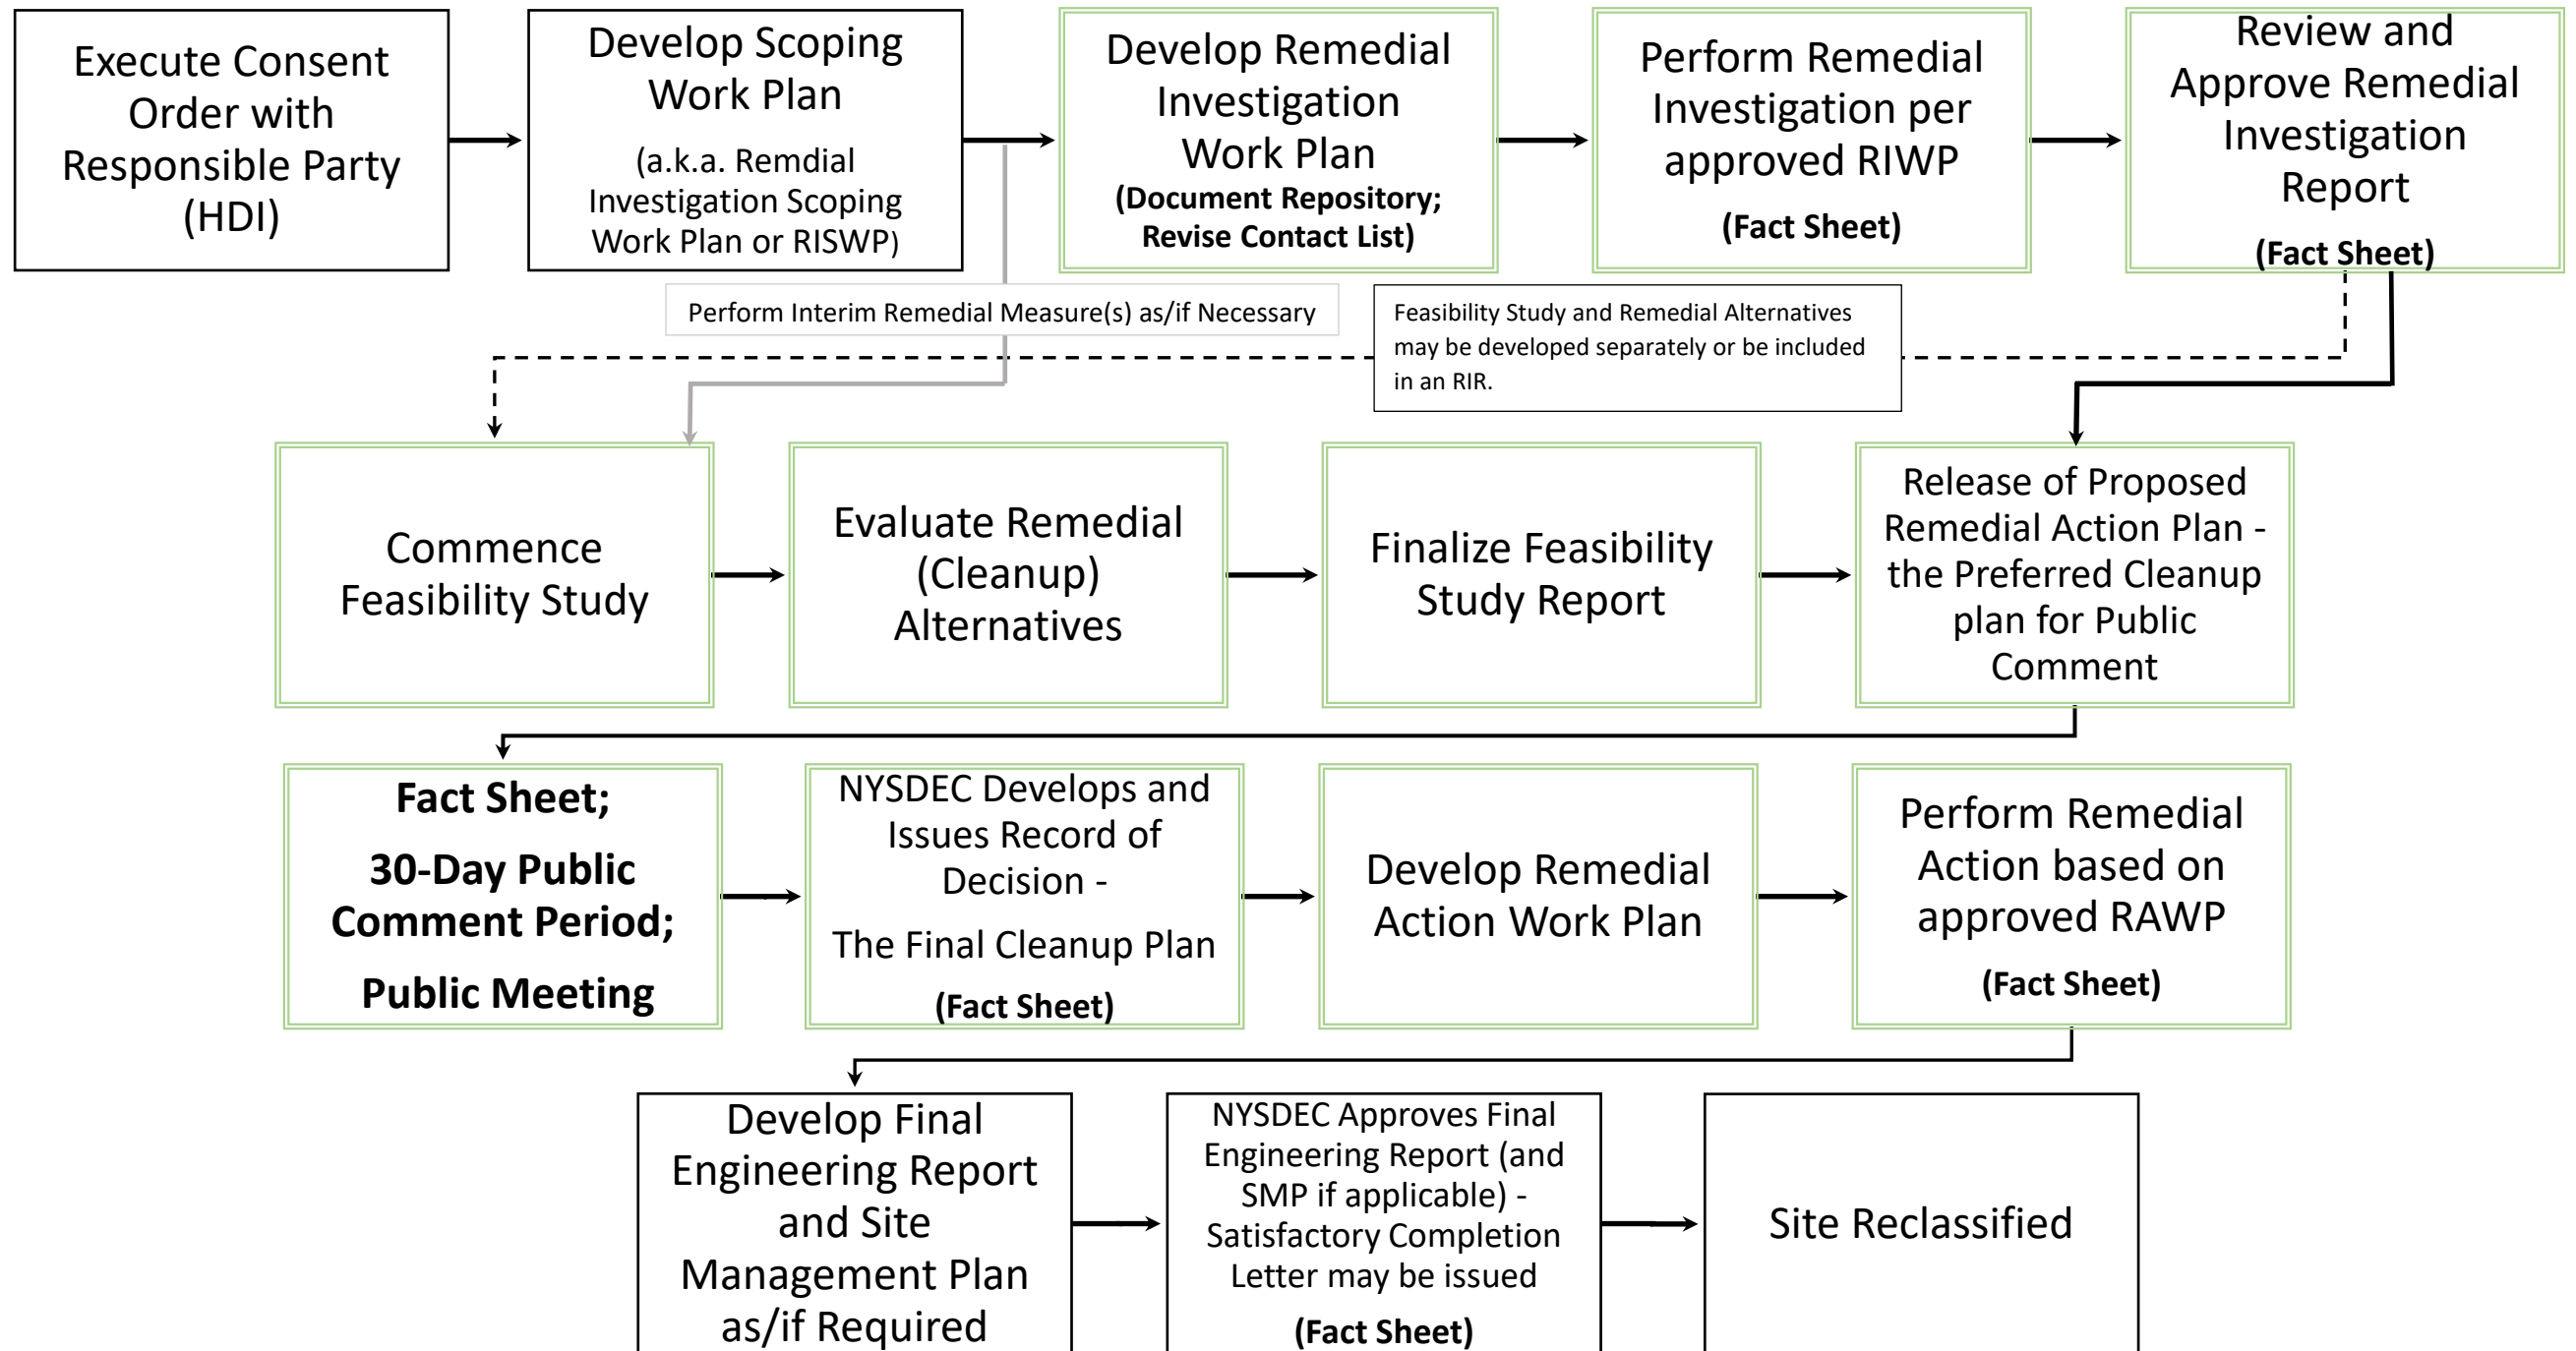 Execute Consent
Order with
Responsible Party
(HDI)
Develop Scoping
Work Plan
(a.k.a. Remdial
Investigation Scoping
Work Plan or RISWP)
Develop Remedial
Investigation
Work Plan
(Document Repository;
Revise Contact List)
Perform Remedial
Investigation per
approved RIWP
(Fact Sheet)
Review and
Approve Remedial
Investigation
Report
(Fact Sheet)
Perform Interim Remedial Measure(s) as/if Necessary
Feasibility Study and Remedial Alternatives
may be developed separately or be included
in an RIR.
Commence
Feasibility Study
Evaluate Remedial
(Cleanup)
Alternatives
Finalize Feasibility
Study Report
Release of Proposed
Remedial Action Plan -
the Preferred Cleanup
plan for Public
Comment
Fact Sheet;
30-Day Public
Comment Period;
Public Meeting
NYSDEC Develops and
Issues Record of
Decision -
The Final Cleanup Plan
(Fact Sheet)
Develop Remedial
Action Work Plan
Perform Remedial
Action based on
approved RAWP
(Fact Sheet)
Develop Final
Engineering Report
and Site
Management Plan
as/if Required
NYSDEC Approves Final
Engineering Report (and
SMP if applicable) -
Satisfactory Completion
Letter may be issued
(Fact Sheet)
Site Reclassified